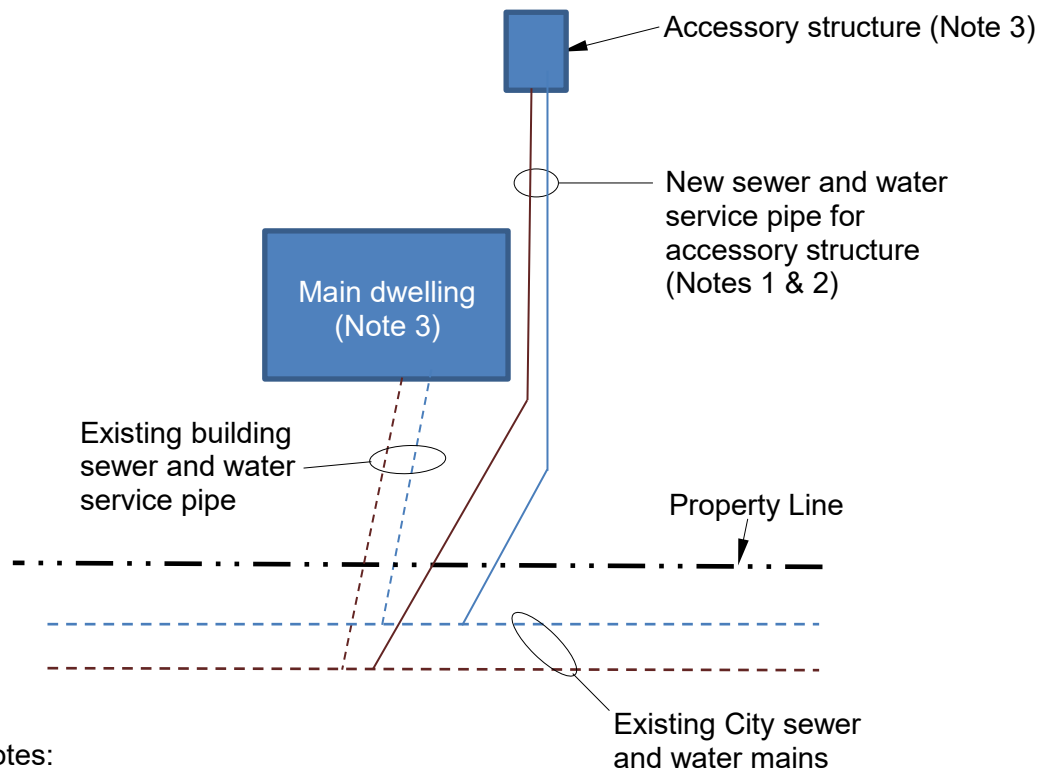 Accessory structure (Note 3)
New sewer and water
service pipe for
accessory structure
(Notes 1 & 2)
Main dwelling
(Note 3)
Existing building
sewer and water
service pipe
Property Line
Existing City sewer
and water mains
otes: